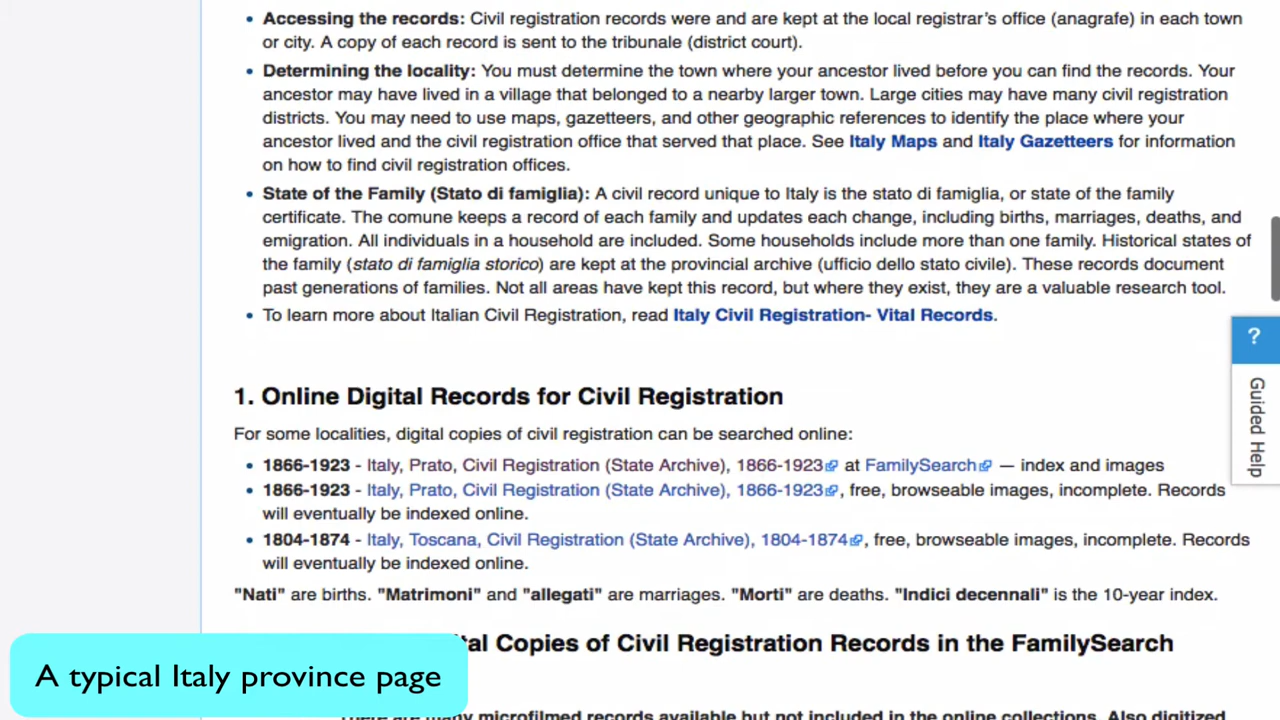 • Accessing the records: Civil registration records were and are kept at the local registrar's office (anagrafe) in each town
or city. A copy of each record is sent to the tribunale (district court).
• Determining the locality: You must determine the town where your ancestor lived before you can find the records. Your
ancestor may have lived in a village that belonged to a nearby larger town. Large cities may have many civil registration
districts. You may need to use maps, gazetteers, and other geographic references to identify the place where your
ancestor lived and the civil registration office that served that place. See Italy Maps and Italy Gazetteers for information
on how to find civil registration offices.
• State of the Family (Stato di famiglia): A civil record unique to Italy is the stato di famiglia, or state of the family
certificate. The comune keeps a record of each family and updates each change, including births, marriages, deaths, and
emigration. All individuals in a household are included. Some households include more than one family. Historical states of
the family (stato di famiglia storico) are kept at the provincial archive (ufficio dello stato civile). These records document
past generations of families. Not all areas have kept this record, but where they exist, they are a valuable research tool.
• To learn more about Italian Civil Registration, read Italy Civil Registration- Vital Records.
?
Guided Help
1. Online Digital Records for Civil Registration
For some localities, digital copies of civil registration can be searched online:
• 1866-1923 - Italy, Prato, Civil Registration (State Archive), 1866-1923 at FamilySearch — index and images
• 1866-1923 - Italy, Prato, Civil Registration (State Archive), 1866-1923, free, browseable images, incomplete. Records
will eventually be indexed online.
• 1804-1874 - Italy, Toscana, Civil Registration (State Archive), 1804-1874, free, browseable images, incomplete. Records
will eventually be indexed online.
"Nati" are births. "Matrimoni" and "allegati" are marriages. "Morti" are deaths. "Indici decennali" is the 10-year index.
Copies of Civil Registration Records in the FamilySearch
A typical Italy province page
There are many microfilmed records available but not included in the online collections. Also digitized